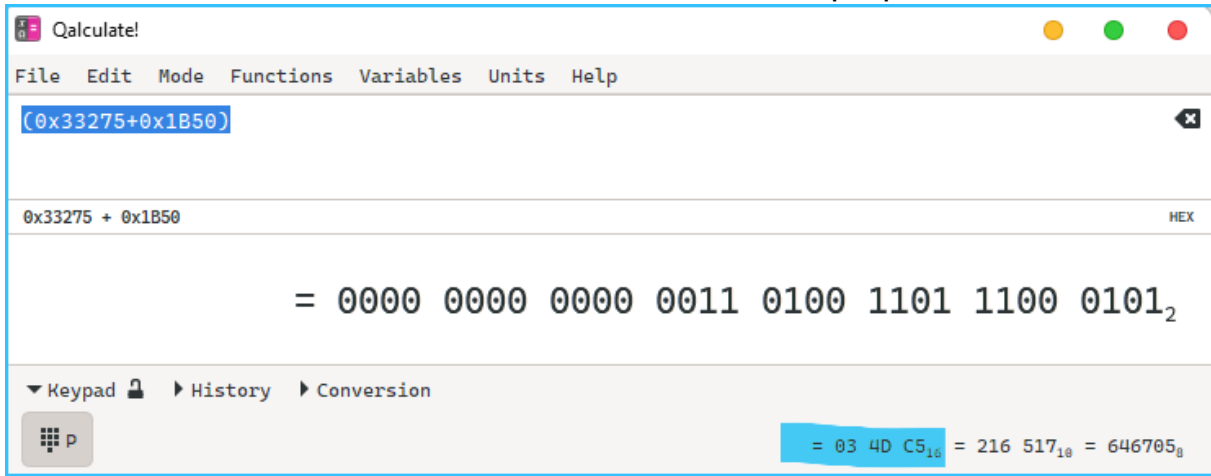 Qalculate!
File Edit Mode Functions Variables Units Help
(0x33275+0x1B50)
0x33275 + 0x1B50 HEX
= 0000 0000 0000 0011 0100 1101 1100 0101₂
Keypad History Conversion
p = 03 4D C5₁₆ = 216 517₁₀ = 646705₈